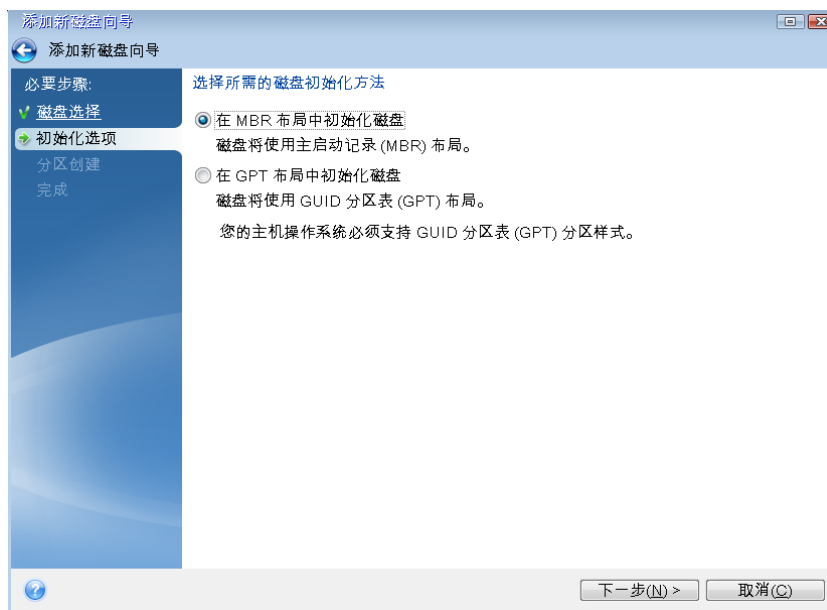 添加新磁盘向导
添加新磁盘向导
必要步骤:
磁盘选择
初始化选项
分区创建
完成
选择所需的磁盘初始化方法
在 MBR 布局中初始化磁盘
磁盘将使用主启动记录 (MBR) 布局。
在 GPT 布局中初始化磁盘
磁盘将使用 GUID 分区表 (GPT) 布局。
您的主机操作系统必须支持 GUID 分区表 (GPT) 分区样式。
下一步(N) >
取消(C)